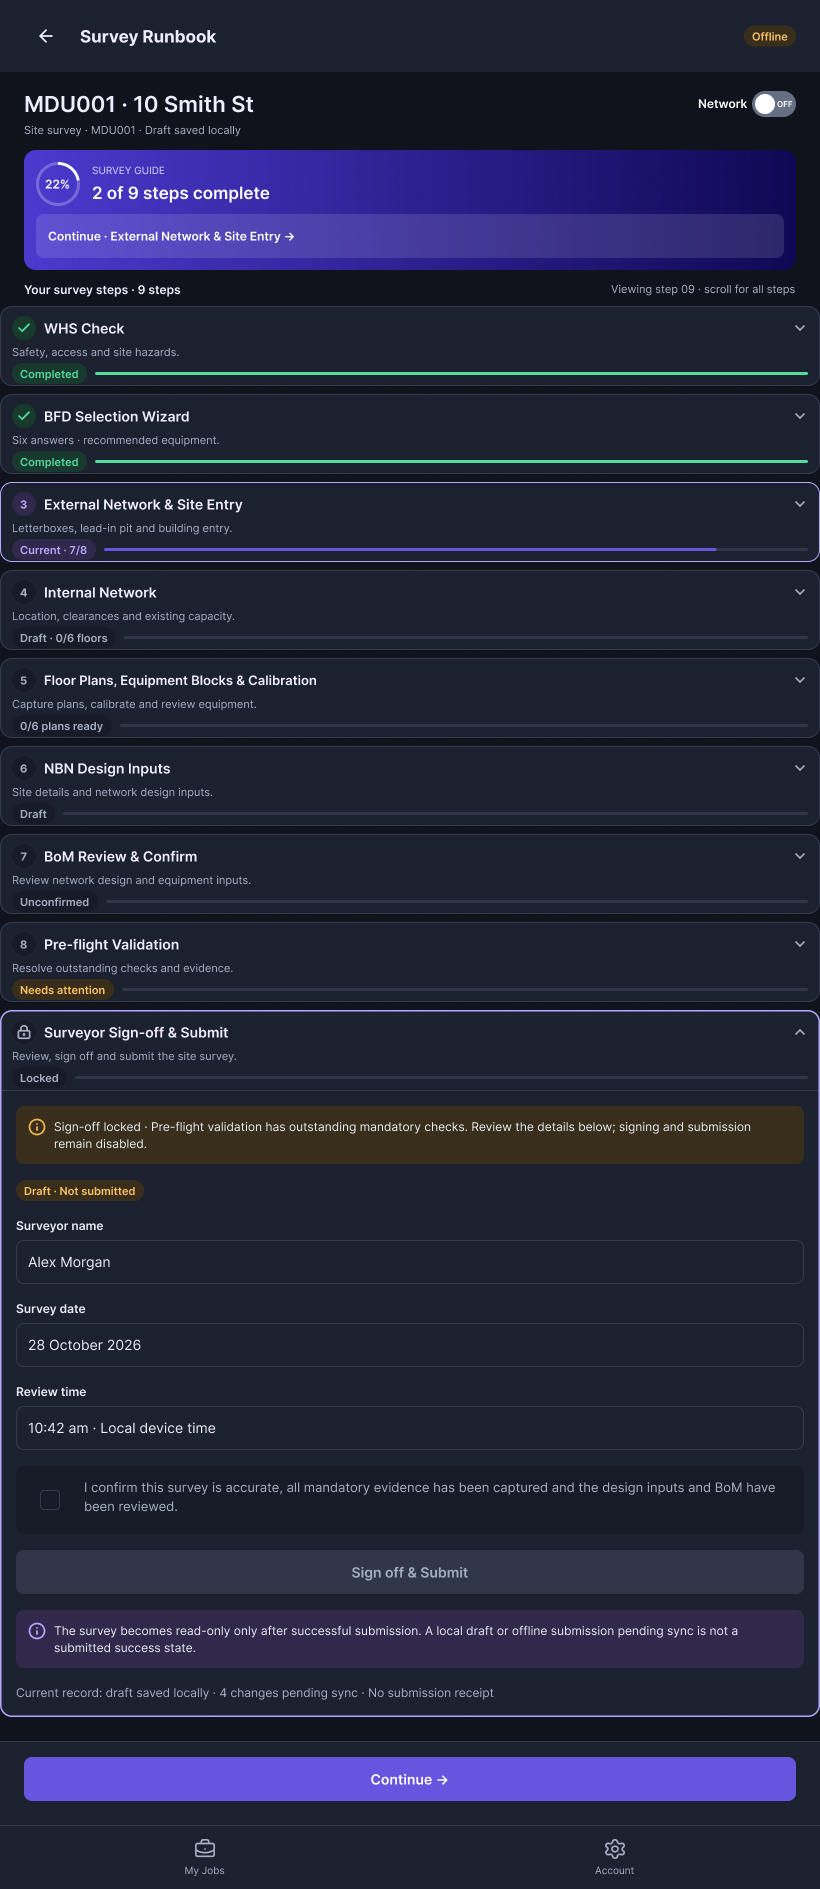 Survey Runbook
Offline
MDU001 · 10 Smith St
Network
OFF
Site survey · MDU001 · Draft saved locally
22%
SURVEY GUIDE
2 of 9 steps complete
Continue · External Network & Site Entry →
Your survey steps · 9 steps
Viewing step 09 · scroll for all steps
WHS Check
Safety, access and site hazards.
Completed
BFD Selection Wizard
Six answers · recommended equipment.
Completed
3
External Network & Site Entry
Letterboxes, lead-in pit and building entry.
Current · 7/8
4
Internal Network
Location, clearances and existing capacity.
Draft · 0/6 floors
5
Floor Plans, Equipment Blocks & Calibration
Capture plans, calibrate and review equipment.
0/6 plans ready
6
NBN Design Inputs
Site details and network design inputs.
Draft
7
BoM Review & Confirm
Review network design and equipment inputs.
Unconfirmed
8
Pre-flight Validation
Resolve outstanding checks and evidence.
Needs attention
Surveyor Sign-off & Submit
Review, sign off and submit the site survey.
Locked
Sign-off locked · Pre-flight validation has outstanding mandatory checks. Review the details below; signing and submission
remain disabled.
Draft · Not submitted
Surveyor name
Alex Morgan
Survey date
28 October 2026
Review time
10:42 am · Local device time
I confirm this survey is accurate, all mandatory evidence has been captured and the design inputs and BoM have
been reviewed.
Sign off & Submit
The survey becomes read-only only after successful submission. A local draft or offline submission pending sync is not a
submitted success state.
Current record: draft saved locally · 4 changes pending sync · No submission receipt
Continue →
My Jobs
Account